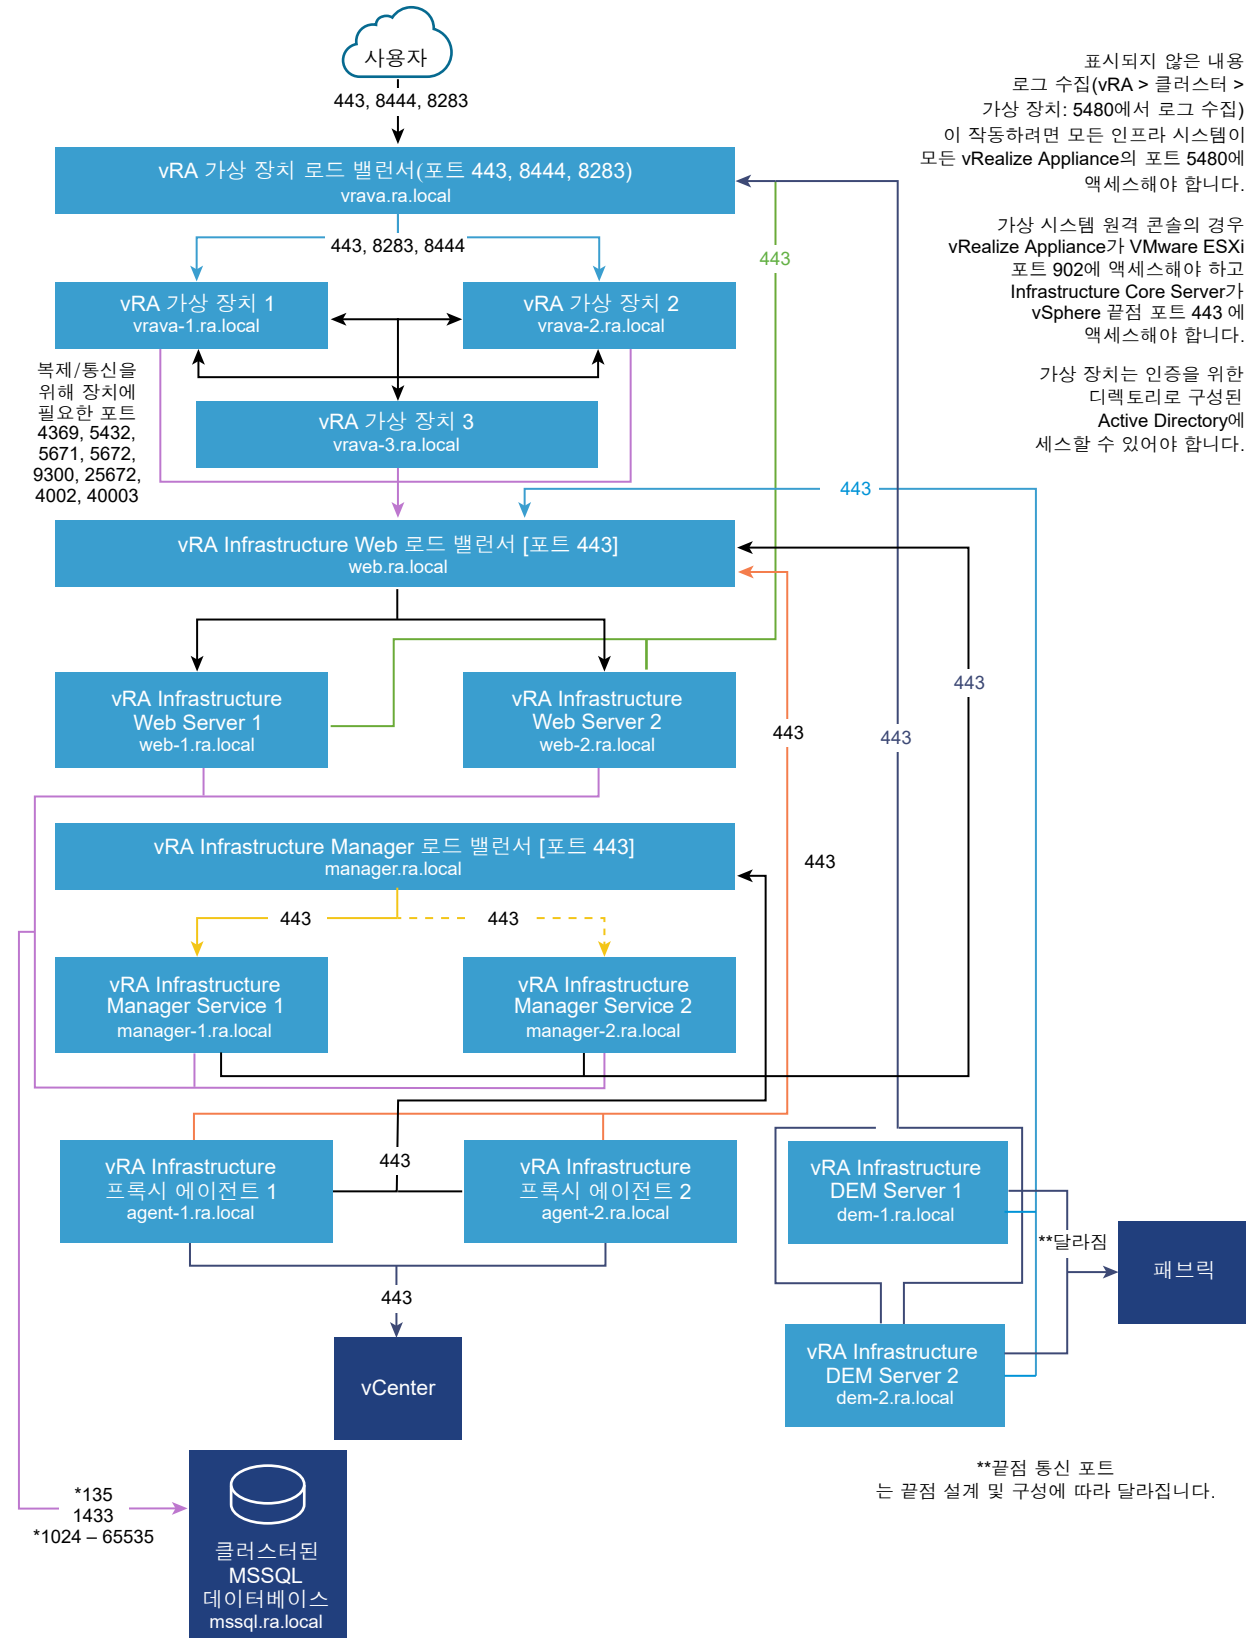 사용자
443, 8444, 8283
vRA 가상 장치 로드 밸런서(포트 443, 8444, 8283)
vrava.ra.local
표시되지 않은 내용
로그 수집(vRA > 클러스터 >
가상 장치: 5480에서 로그 수집)
이 작동하려면 모든 인프라 시스템이
모든 vRealize Appliance의 포트 5480에
액세스해야 합니다.
가상 시스템 원격 콘솔의 경우
vRealize Appliance가 VMware ESXi
포트 902에 액세스해야 하고
Infrastructure Core Server가
vSphere 끝점 포트 443 에
액세스해야 합니다.
가상 장치는 인증을 위한
디렉토리로 구성된
Active Directory에
세스할 수 있어야 합니다.
443, 8283, 8444
443
vRA 가상 장치 1
vrava-1.ra.local
vRA 가상 장치 2
vrava-2.ra.local
복제/통신을
위해 장치에
필요한 포트
4369, 5432,
5671, 5672,
9300, 25672,
4002, 40003
vRA 가상 장치 3
vrava-3.ra.local
443
vRA Infrastructure Web 로드 밸런서 [포트 443]
web.ra.local
vRA Infrastructure
Web Server 1
web-1.ra.local
vRA Infrastructure
Web Server 2
web-2.ra.local
443
443
443
vRA Infrastructure Manager 로드 밸런서 [포트 443]
manager.ra.local
443
443
443
vRA Infrastructure
Manager Service 1
manager-1.ra.local
vRA Infrastructure
Manager Service 2
manager-2.ra.local
vRA Infrastructure
프록시 에이전트 1
agent-1.ra.local
443
vRA Infrastructure
프록시 에이전트 2
agent-2.ra.local
vRA Infrastructure
DEM Server 1
dem-1.ra.local
**달라짐
패브릭
443
vCenter
vRA Infrastructure
DEM Server 2
dem-2.ra.local
**끝점 통신 포트
는 끝점 설계 및 구성에 따라 달라집니다.
*135
1433
*1024 – 65535
클러스터된
MSSQL
데이터베이스
mssql.ra.local